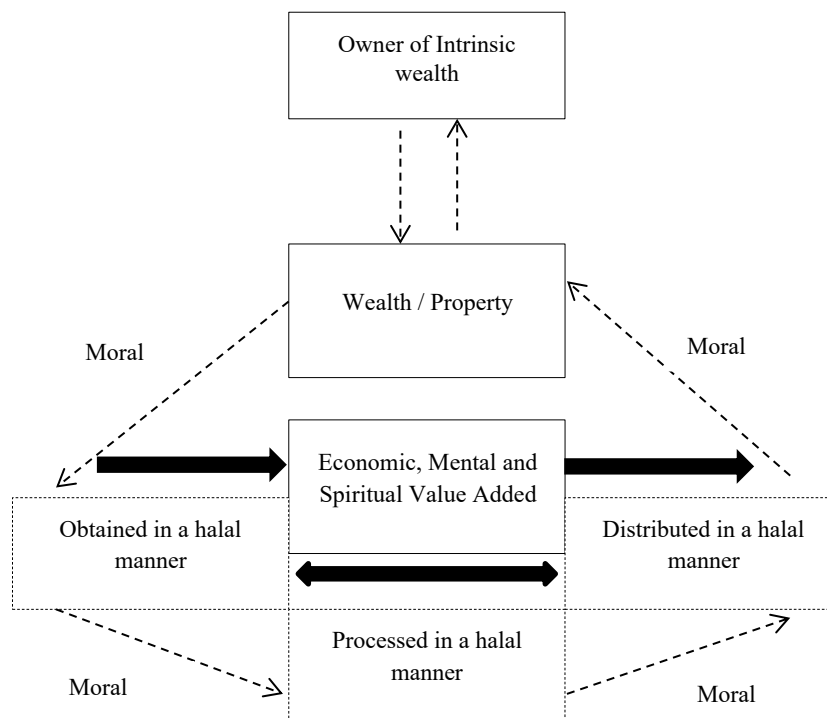 Owner of Intrinsic
wealth
Wealth / Property
Moral
Moral
Economic, Mental and
Spiritual Value Added
Obtained in a halal
manner
Distributed in a halal
manner
Processed in a halal
manner
Moral
Moral